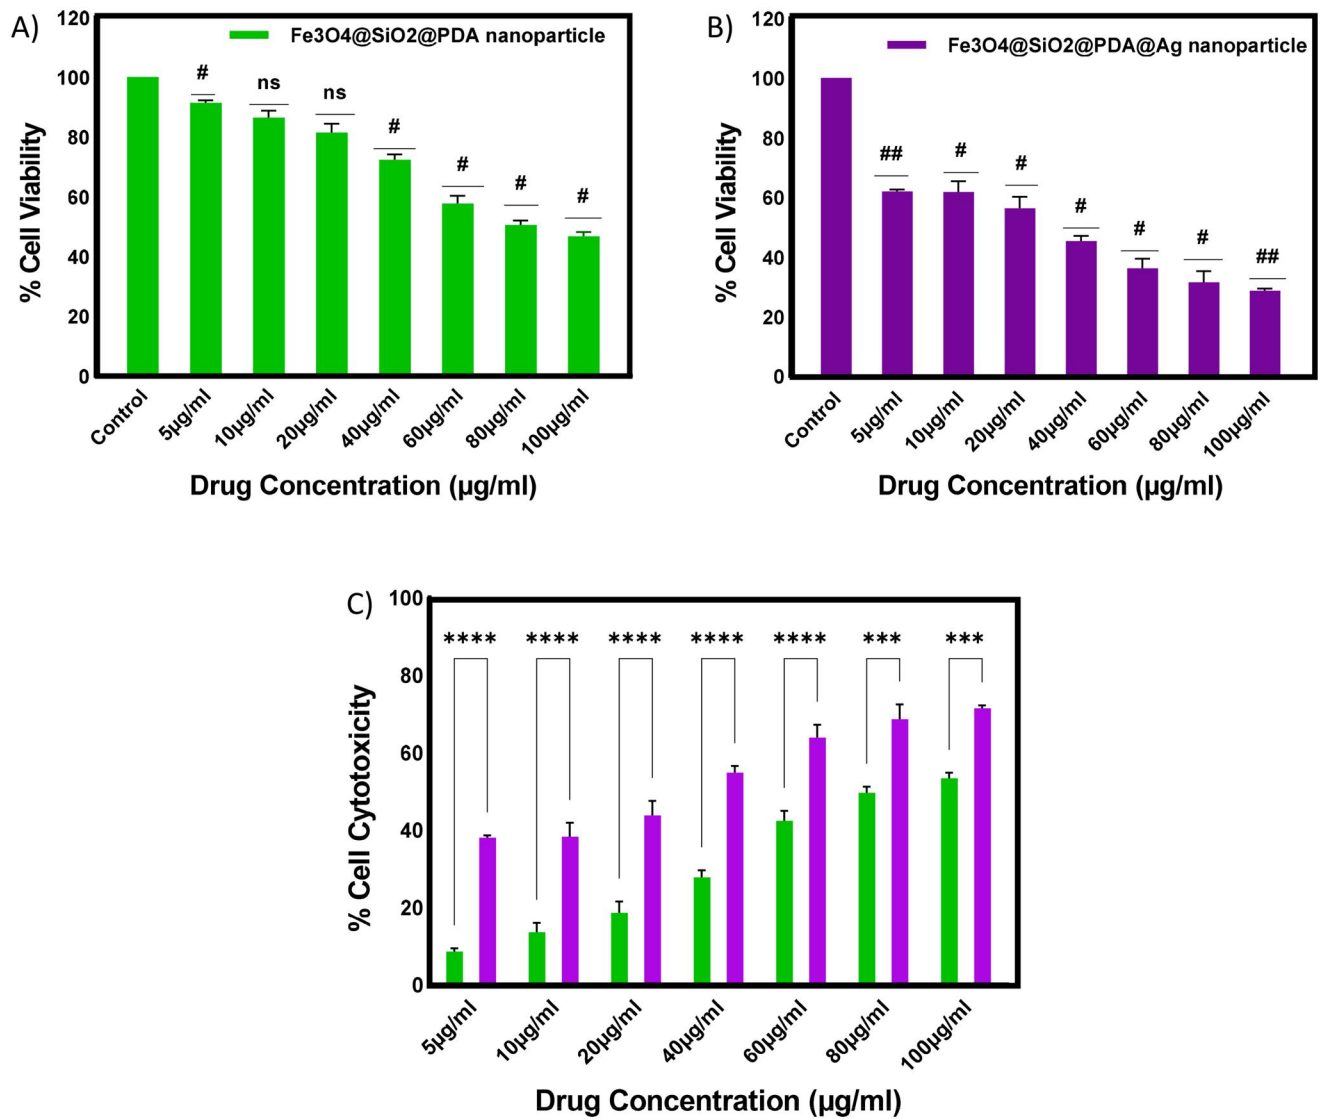 A)
120
100
80
60
40
20
0
% Cell Viability
Fe3O4@SiO2@PDA nanoparticle
#
ns
ns
#
#
#
#
Control
5µg/ml
10µg/ml
20µg/ml
40µg/ml
60µg/ml
80µg/ml
100µg/ml
Drug Concentration (µg/ml)
B)
120
100
80
60
40
20
0
% Cell Viability
Fe3O4@SiO2@PDA@Ag nanoparticle
##
#
#
#
#
#
##
Control
5µg/ml
10µg/ml
20µg/ml
40µg/ml
60µg/ml
80µg/ml
100µg/ml
Drug Concentration (µg/ml)
C)
100
80
60
40
20
0
% Cell Cytotoxicity
****
****
****
****
****
***
***
5µg/ml
10µg/ml
20µg/ml
40µg/ml
60µg/ml
80µg/ml
100µg/ml
Drug Concentration (µg/ml)